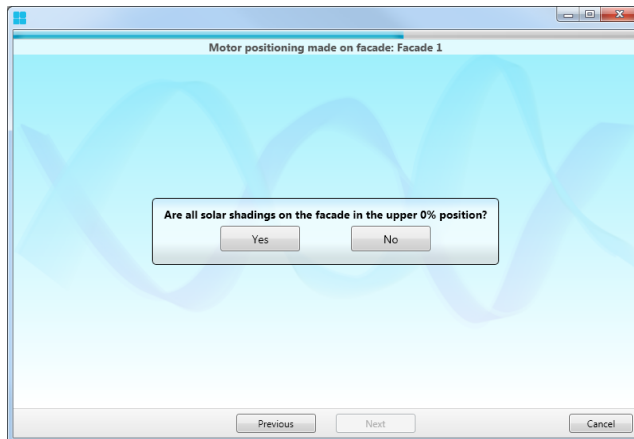 Motor positioning made on facade: Facade 1
Are all solar shadings on the facade in the upper 0% position?
Yes No
Previous Next Cancel